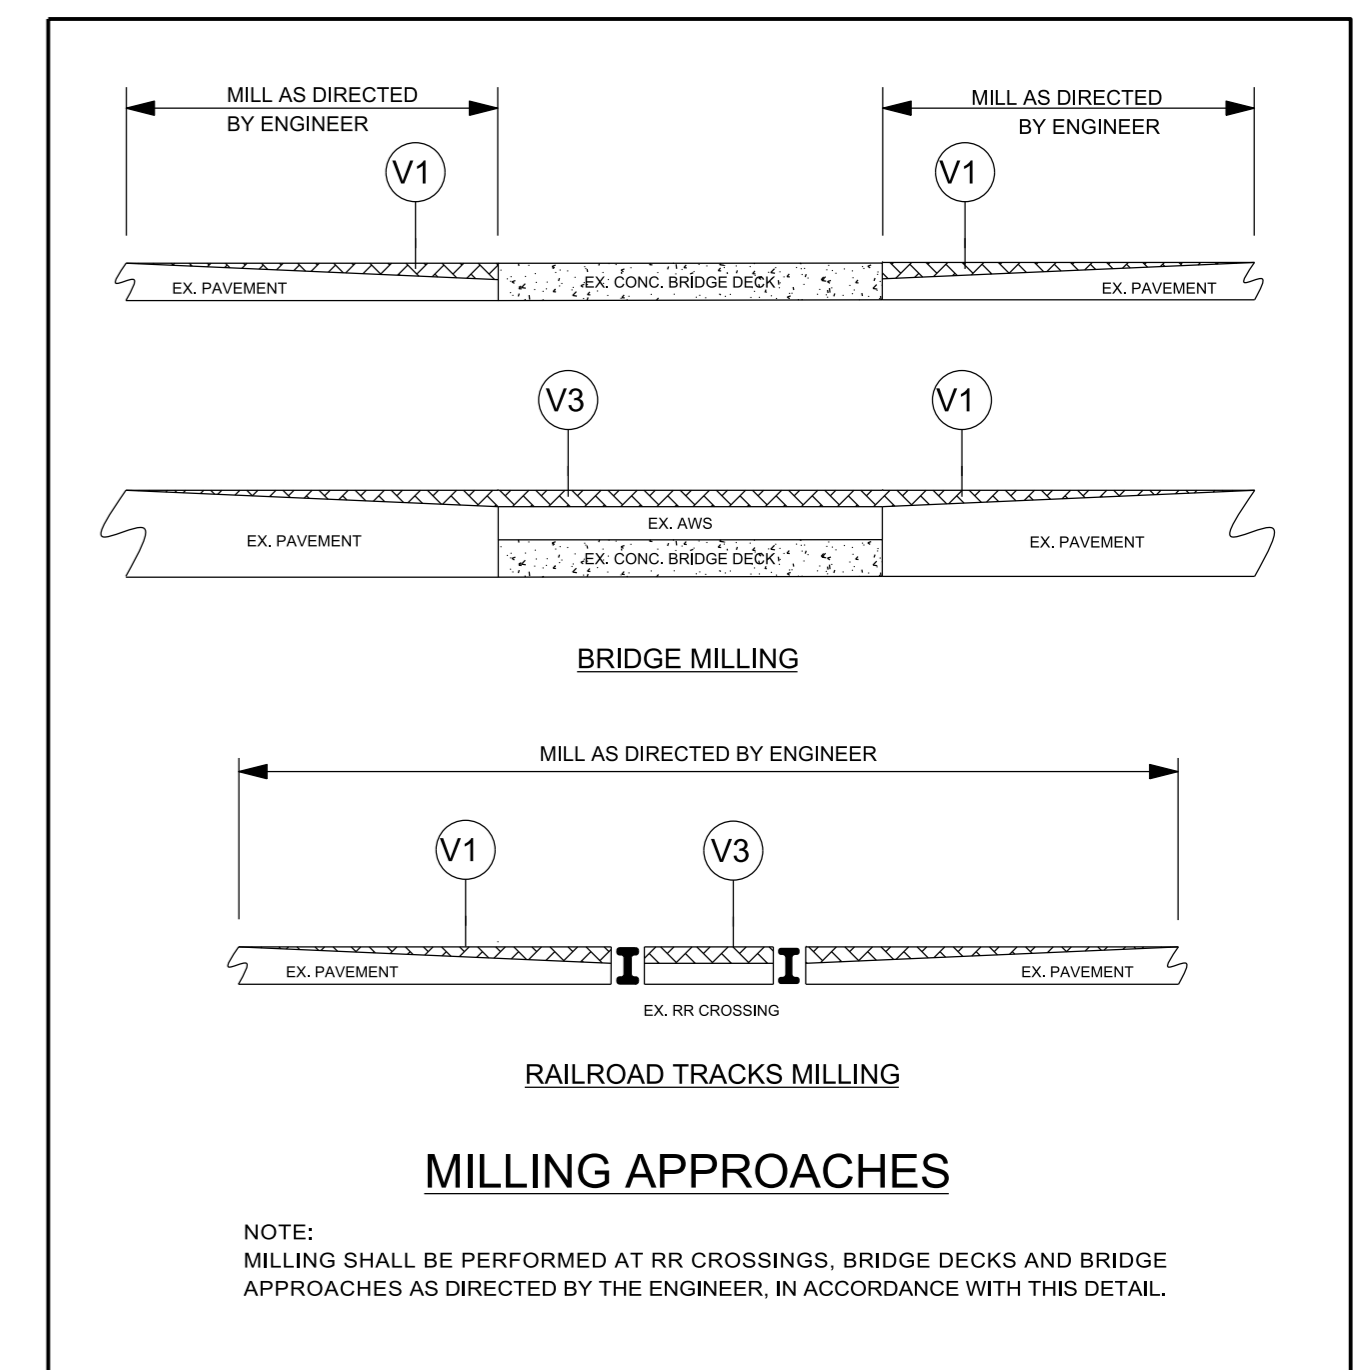 MILL AS DIRECTED
BY ENGINEER
MILL AS DIRECTED
BY ENGINEER
V1
V1
EX. PAVEMENT
EX. CONC. BRIDGE DECK
EX. PAVEMENT
V3
V1
EX. PAVEMENT
EX. AWS
EX. CONC. BRIDGE DECK
EX. PAVEMENT
BRIDGE MILLING
MILL AS DIRECTED BY ENGINEER
V1
V3
EX. PAVEMENT
EX. PAVEMENT
EX. RR CROSSING
RAILROAD TRACKS MILLING
MILLING APPROACHES
NOTE:
MILLING SHALL BE PERFORMED AT RR CROSSINGS, BRIDGE DECKS AND BRIDGE
APPROACHES AS DIRECTED BY THE ENGINEER, IN ACCORDANCE WITH THIS DETAIL.